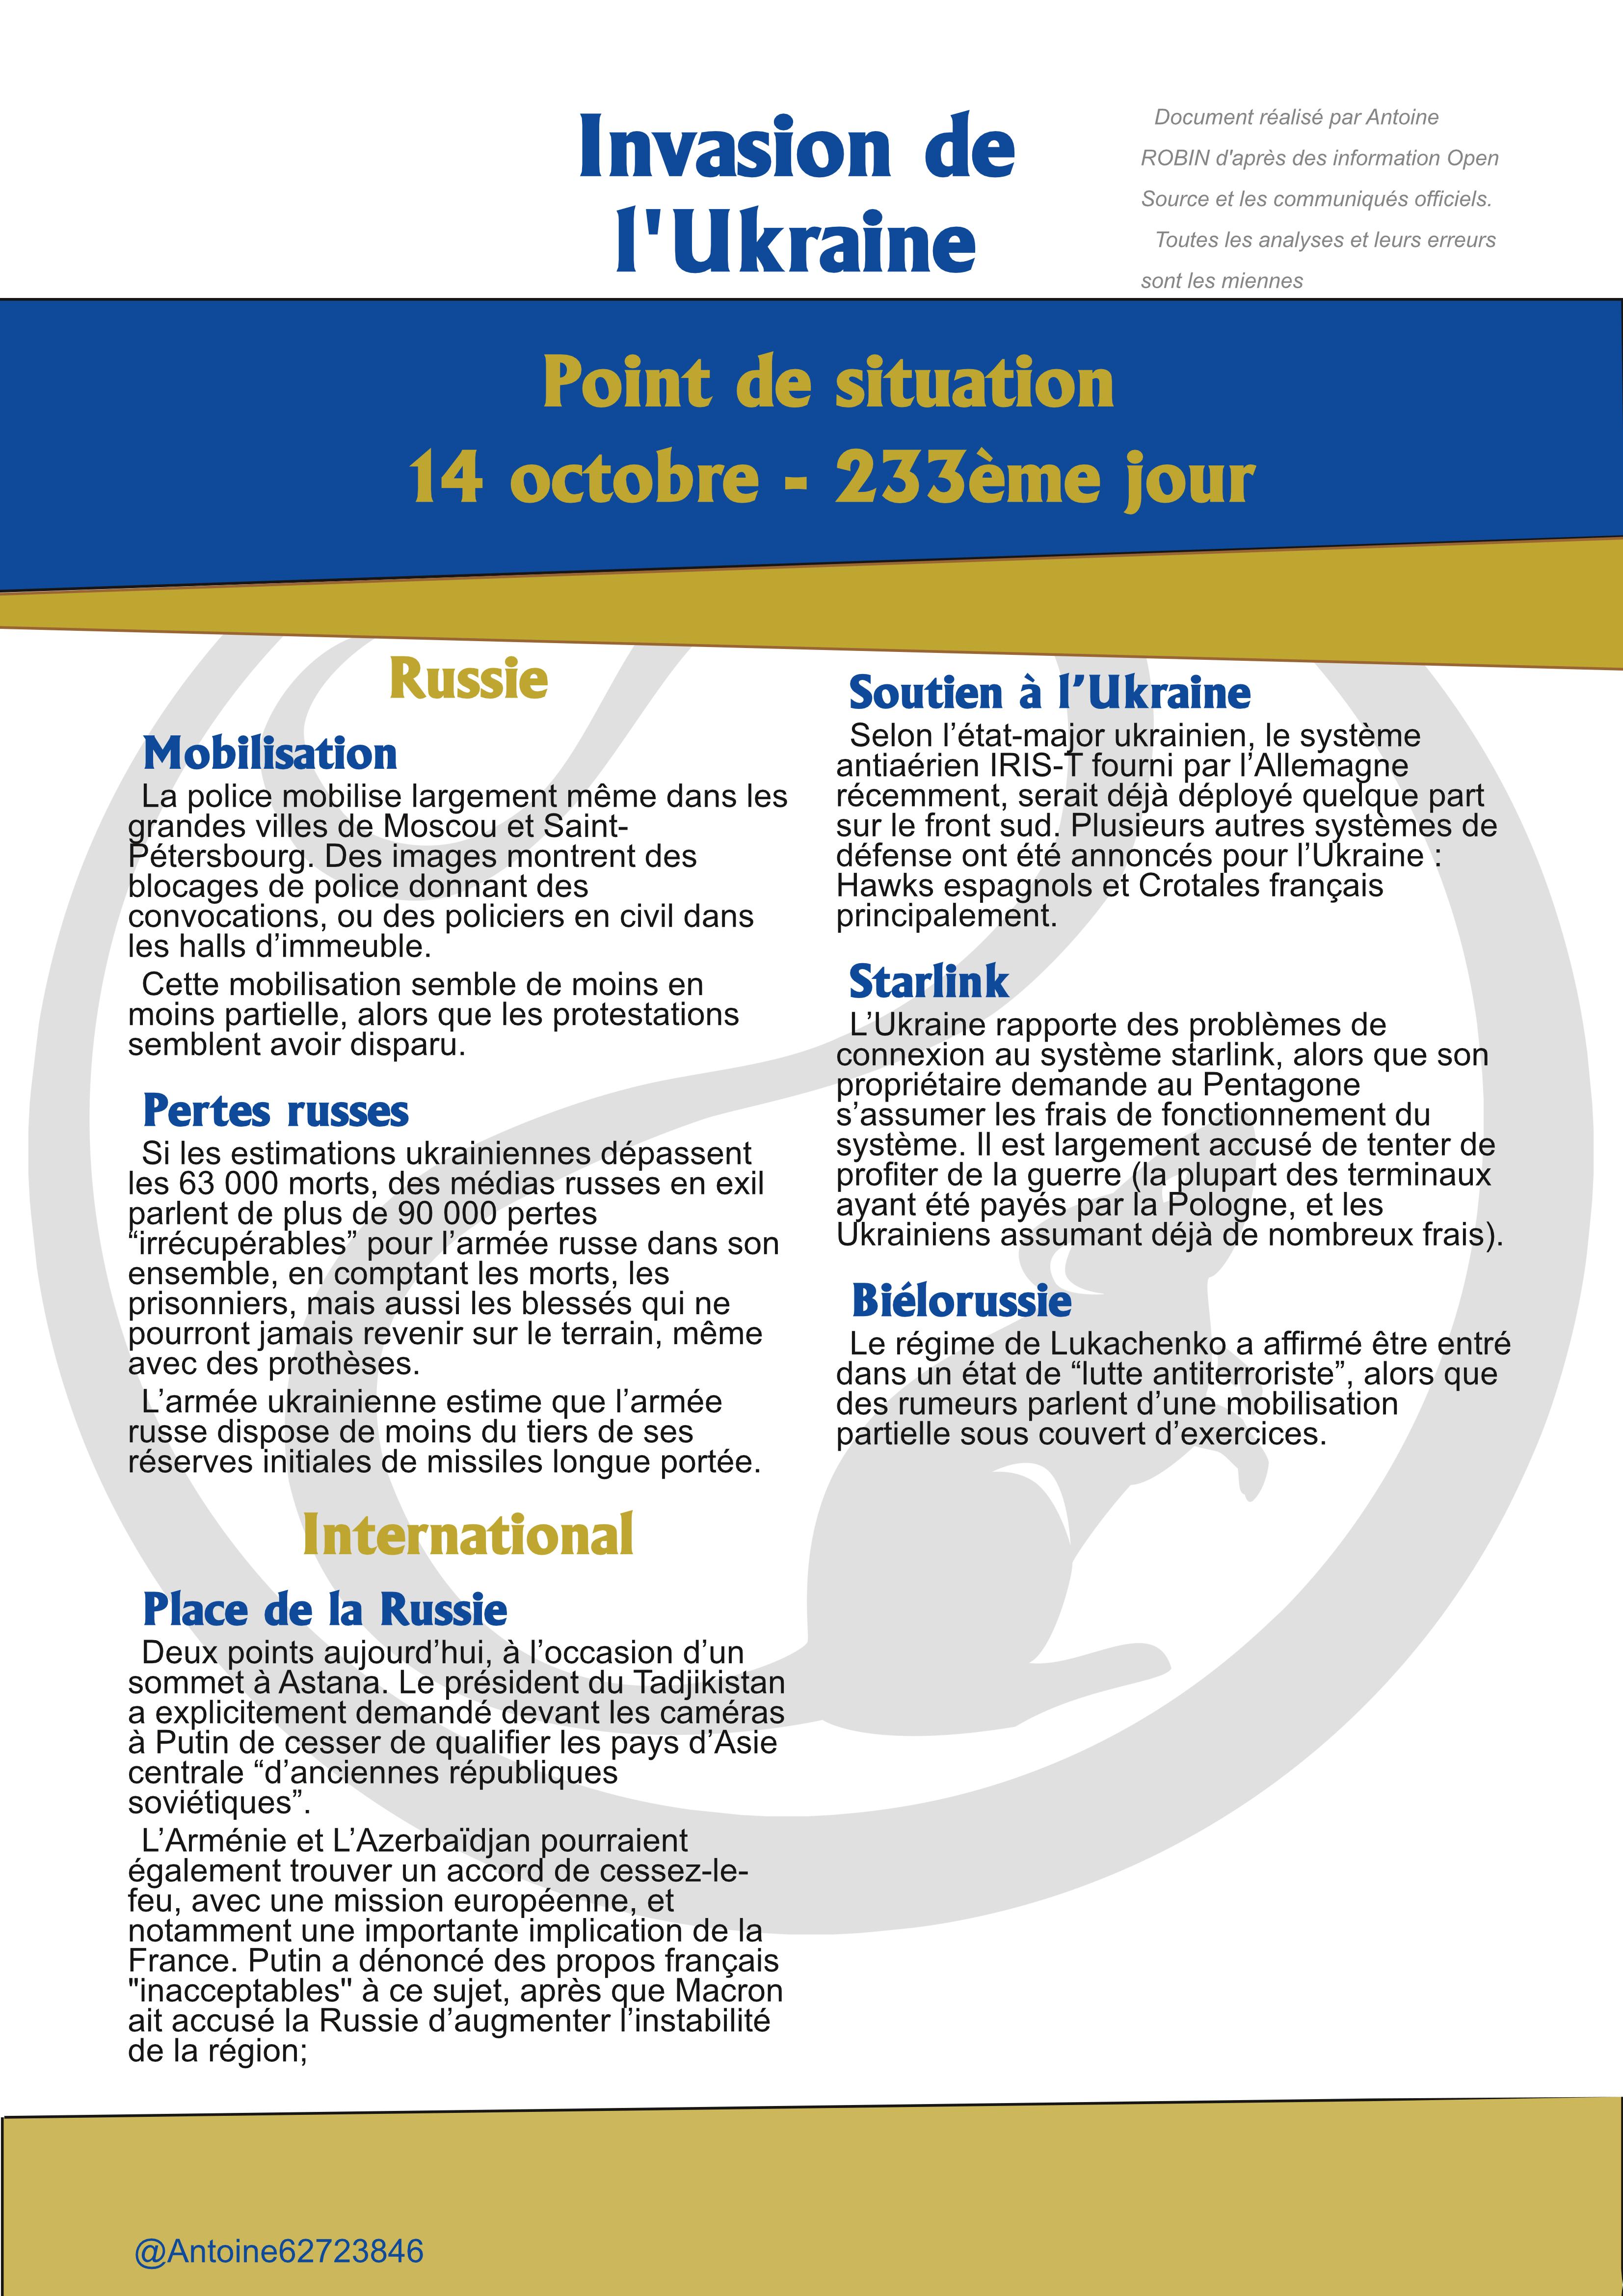 Invasion de
l'Ukraine
Document réalisé par Antoine
ROBIN d'après des information Open
Source et les communiqués officiels.
Toutes les analyses et leurs erreurs
sont les miennes
Point de situation
14 octobre - 233ème jour
Russie
Mobilisation
La police mobilise largement même dans les
grandes villes de Moscou et Saint-
Pétersbourg. Des images montrent des
blocages de police donnant des
convocations, ou des policiers en civil dans
les halls d’immeuble.
Cette mobilisation semble de moins en
moins partielle, alors que les protestations
semblent avoir disparu.
Pertes russes
Si les estimations ukrainiennes dépassent
les 63 000 morts, des médias russes en exil
parlent de plus de 90 000 pertes
“irrécupérables” pour l’armée russe dans son
ensemble, en comptant les morts, les
prisonniers, mais aussi les blessés qui ne
pourront jamais revenir sur le terrain, même
avec des prothèses.
L’armée ukrainienne estime que l’armée
russe dispose de moins du tiers de ses
réserves initiales de missiles longue portée.
International
Place de la Russie
Deux points aujourd’hui, à l’occasion d’un
sommet à Astana. Le président du Tadjikistan
a explicitement demandé devant les caméras
à Putin de cesser de qualifier les pays d’Asie
centrale “d’anciennes républiques
soviétiques”.
L’Arménie et L’Azerbaïdjan pourraient
également trouver un accord de cessez-le-
feu, avec une mission européenne, et
notamment une importante implication de la
France. Putin a dénoncé des propos français
"inacceptables" à ce sujet, après que Macron
ait accusé la Russie d’augmenter l’instabilité
de la région;
Soutien à l’Ukraine
Selon l’état-major ukrainien, le système
antiaérien IRIS-T fourni par l’Allemagne
récemment, serait déjà déployé quelque part
sur le front sud. Plusieurs autres systèmes de
défense ont été annoncés pour l’Ukraine :
Hawks espagnols et Crotales français
principalement.
Starlink
L’Ukraine rapporte des problèmes de
connexion au système starlink, alors que son
propriétaire demande au Pentagone
s’assumer les frais de fonctionnement du
système. Il est largement accusé de tenter de
profiter de la guerre (la plupart des terminaux
ayant été payés par la Pologne, et les
Ukrainiens assumant déjà de nombreux frais).
Biélorussie
Le régime de Lukachenko a affirmé être entré
dans un état de “lutte antiterroriste”, alors que
des rumeurs parlent d’une mobilisation
partielle sous couvert d’exercices.
@Antoine62723846